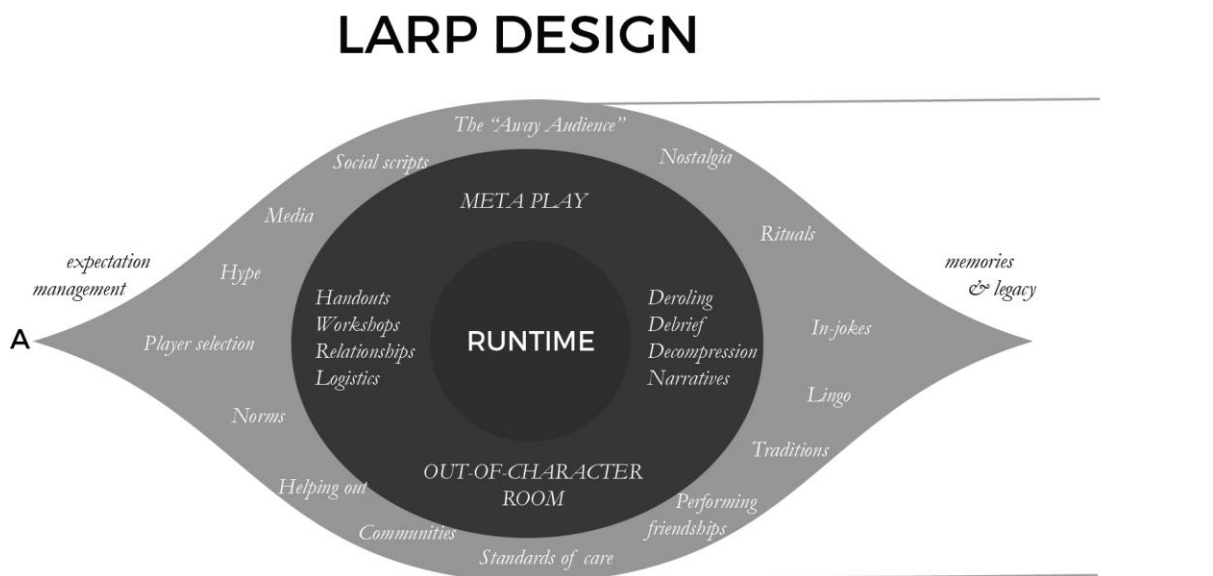 LARP DESIGN
The “Away Audience”
Social scripts
Nostalgia
META PLAY
Media
Rituals
expectation
management
Hype
memories
& legacy
Handouts
Workshops
Relationships
Logistics
RUNTIME
Deroling
Debrief
Decompression
Narratives
A
Player selection
In-jokes
Norms
Lingo
Traditions
OUT-OF-CHARACTER
ROOM
Helping out
Performing
friendships
Communities
Standards of care